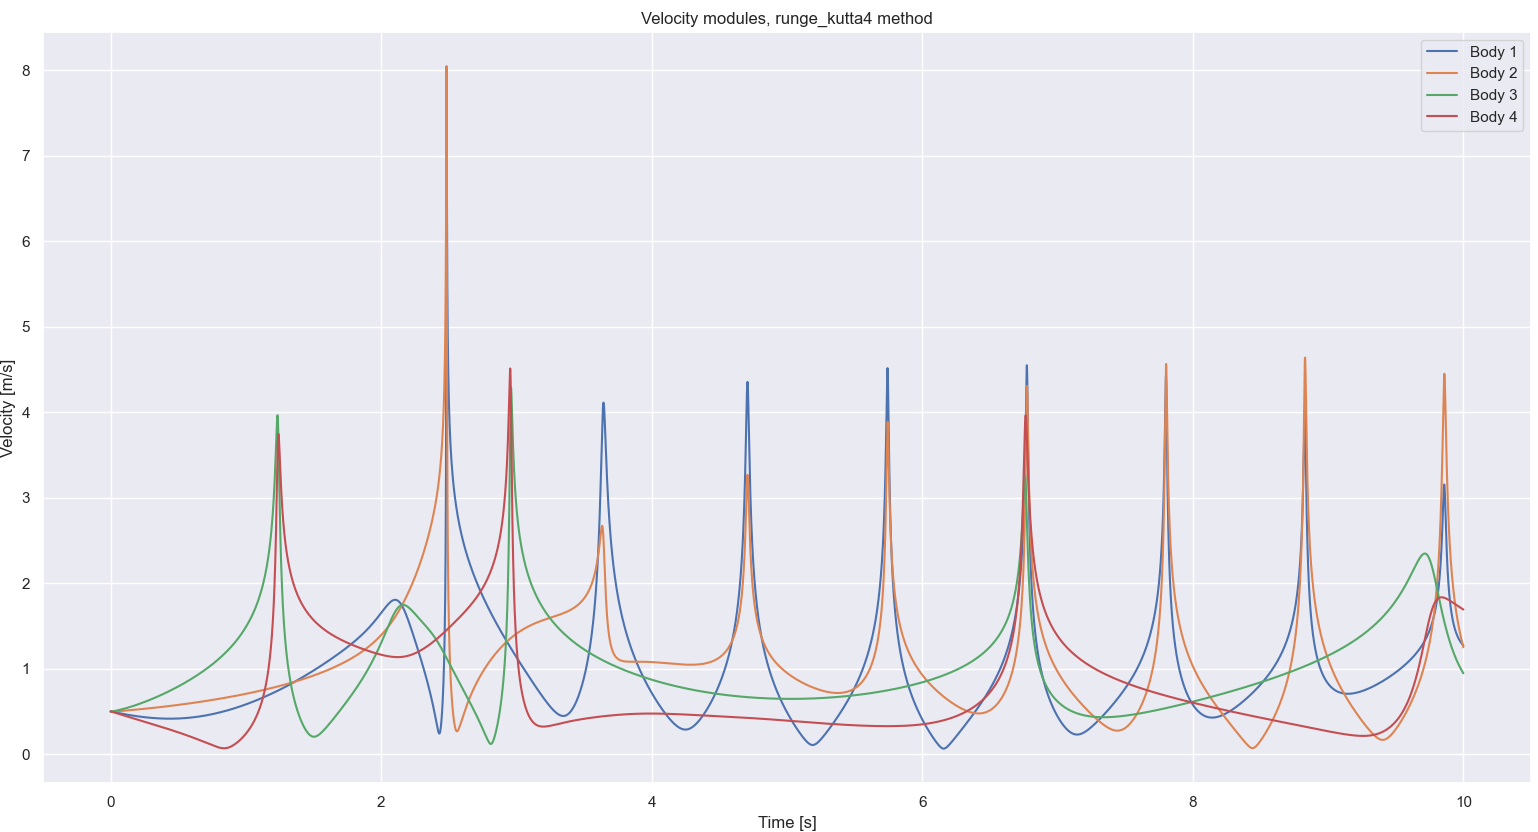 Velocity modules, runge_kutta4 method
Body 1
Body 2
Body 3
Body 4
Velocity [m/s]
8
7
6
5
4
3
2
1
0
0 2 4 6 8 10
Time [s]